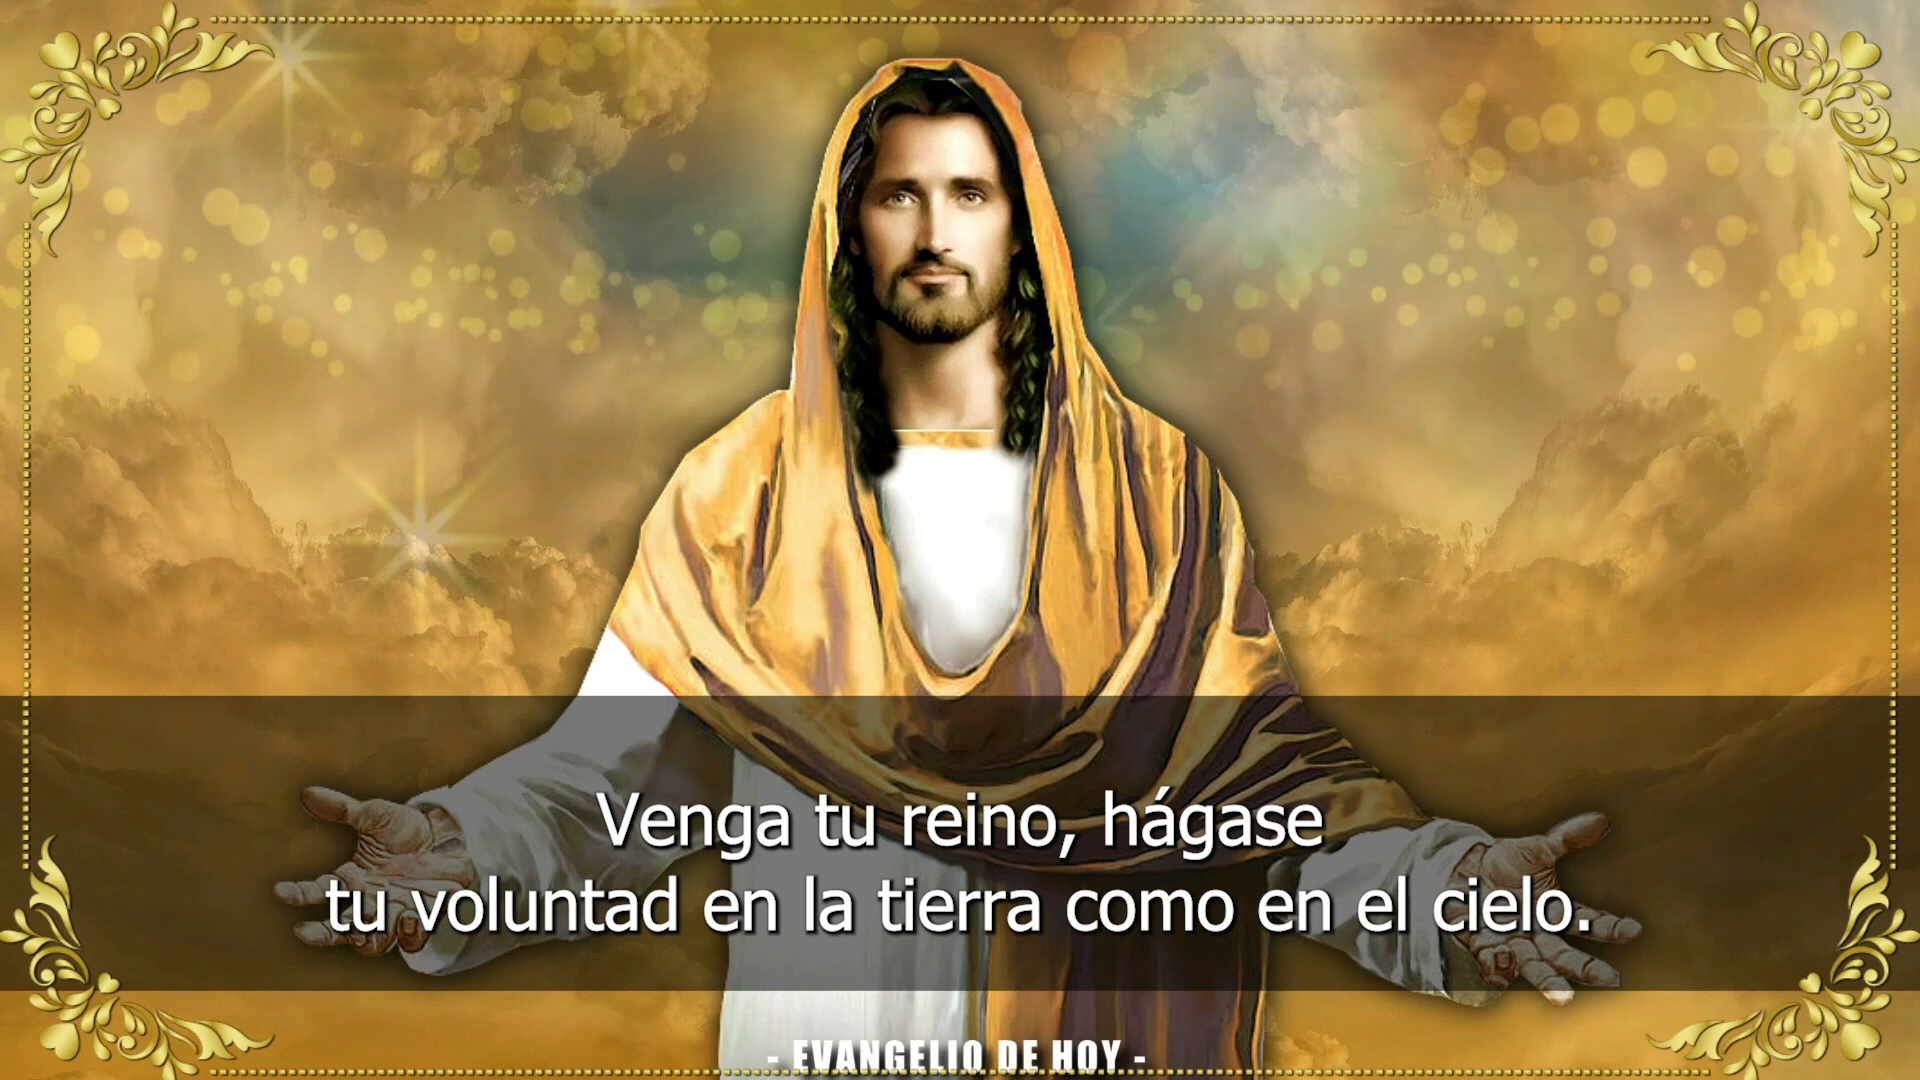 Venga tu reino, hágase
tu voluntad en la tierra como en el cielo.
- EVANGELIO DE HOY -